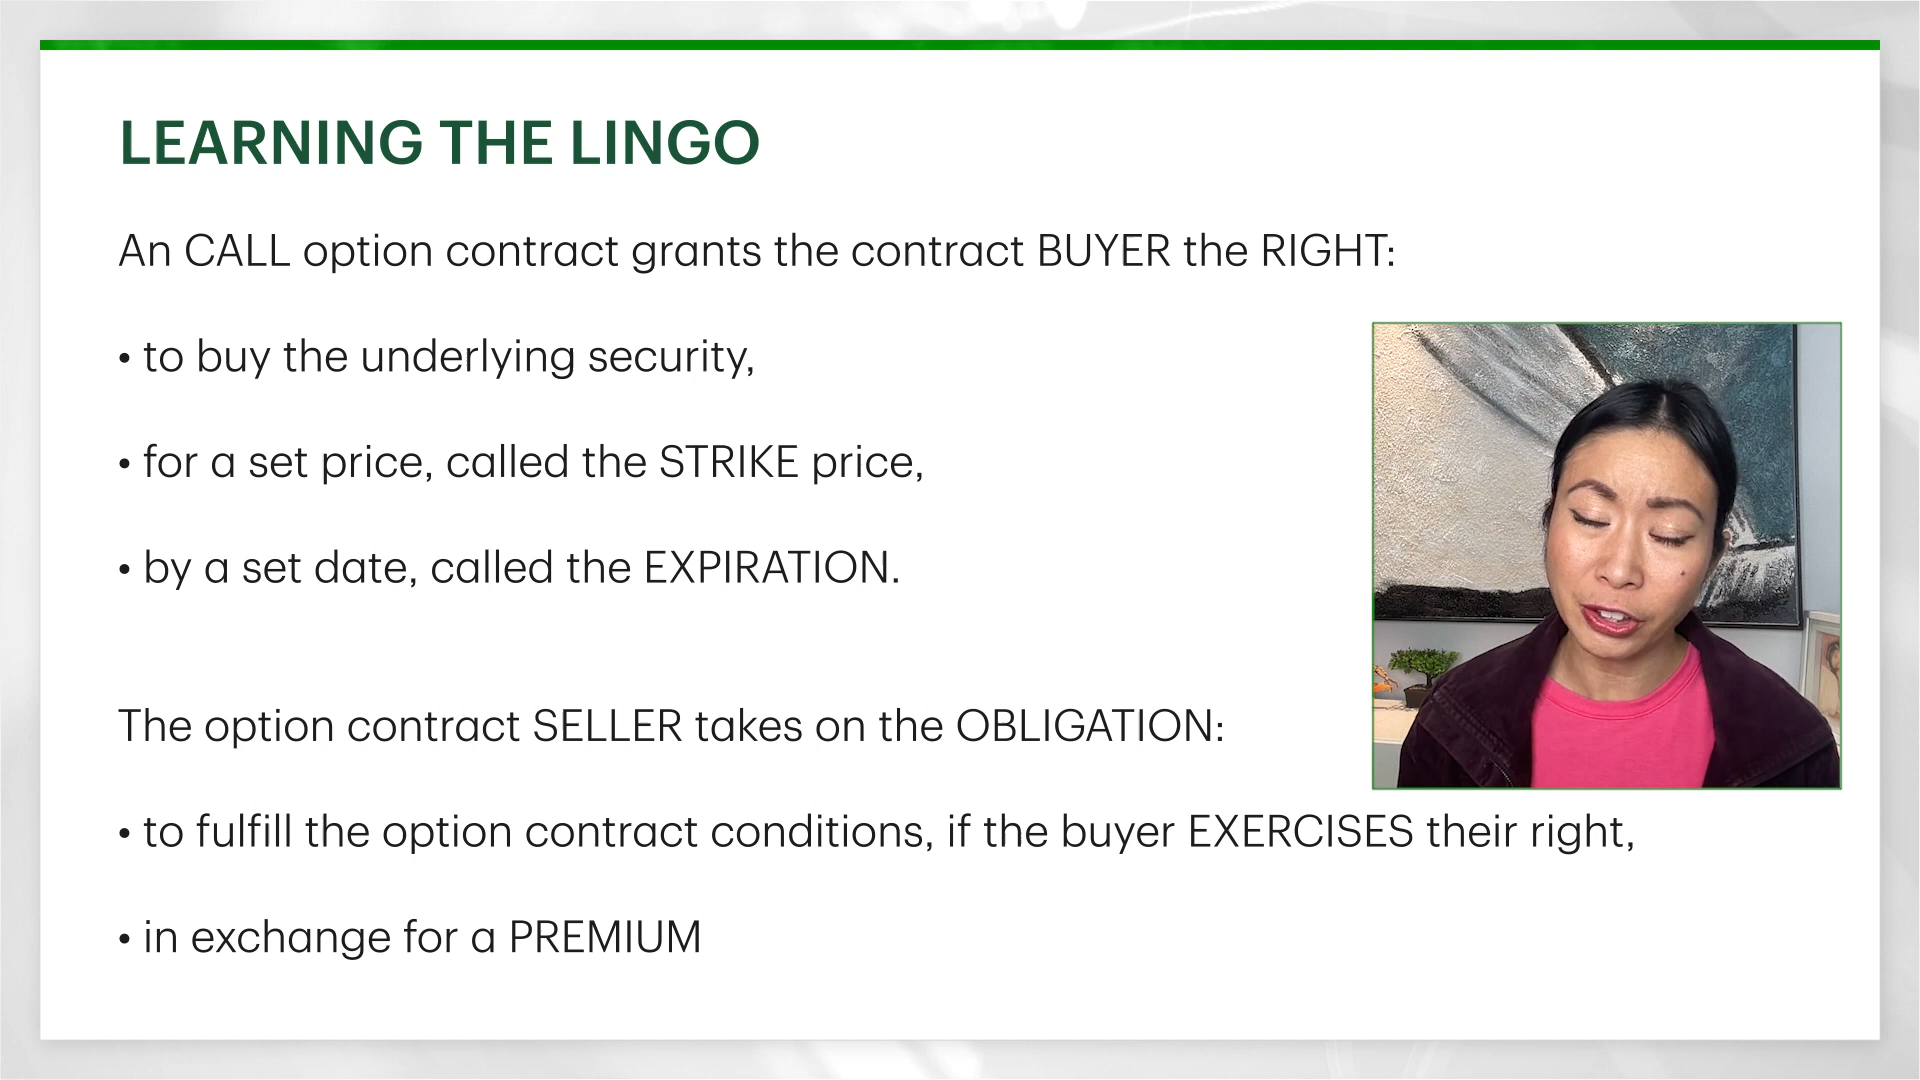 LEARNING THE LINGO
An CALL option contract grants the contract BUYER the RIGHT:
• to buy the underlying security,
• for a set price, called the STRIKE price,
• by a set date, called the EXPIRATION.
The option contract SELLER takes on the OBLIGATION:
• to fulfill the option contract conditions, if the buyer EXERCISES their right,
• in exchange for a PREMIUM